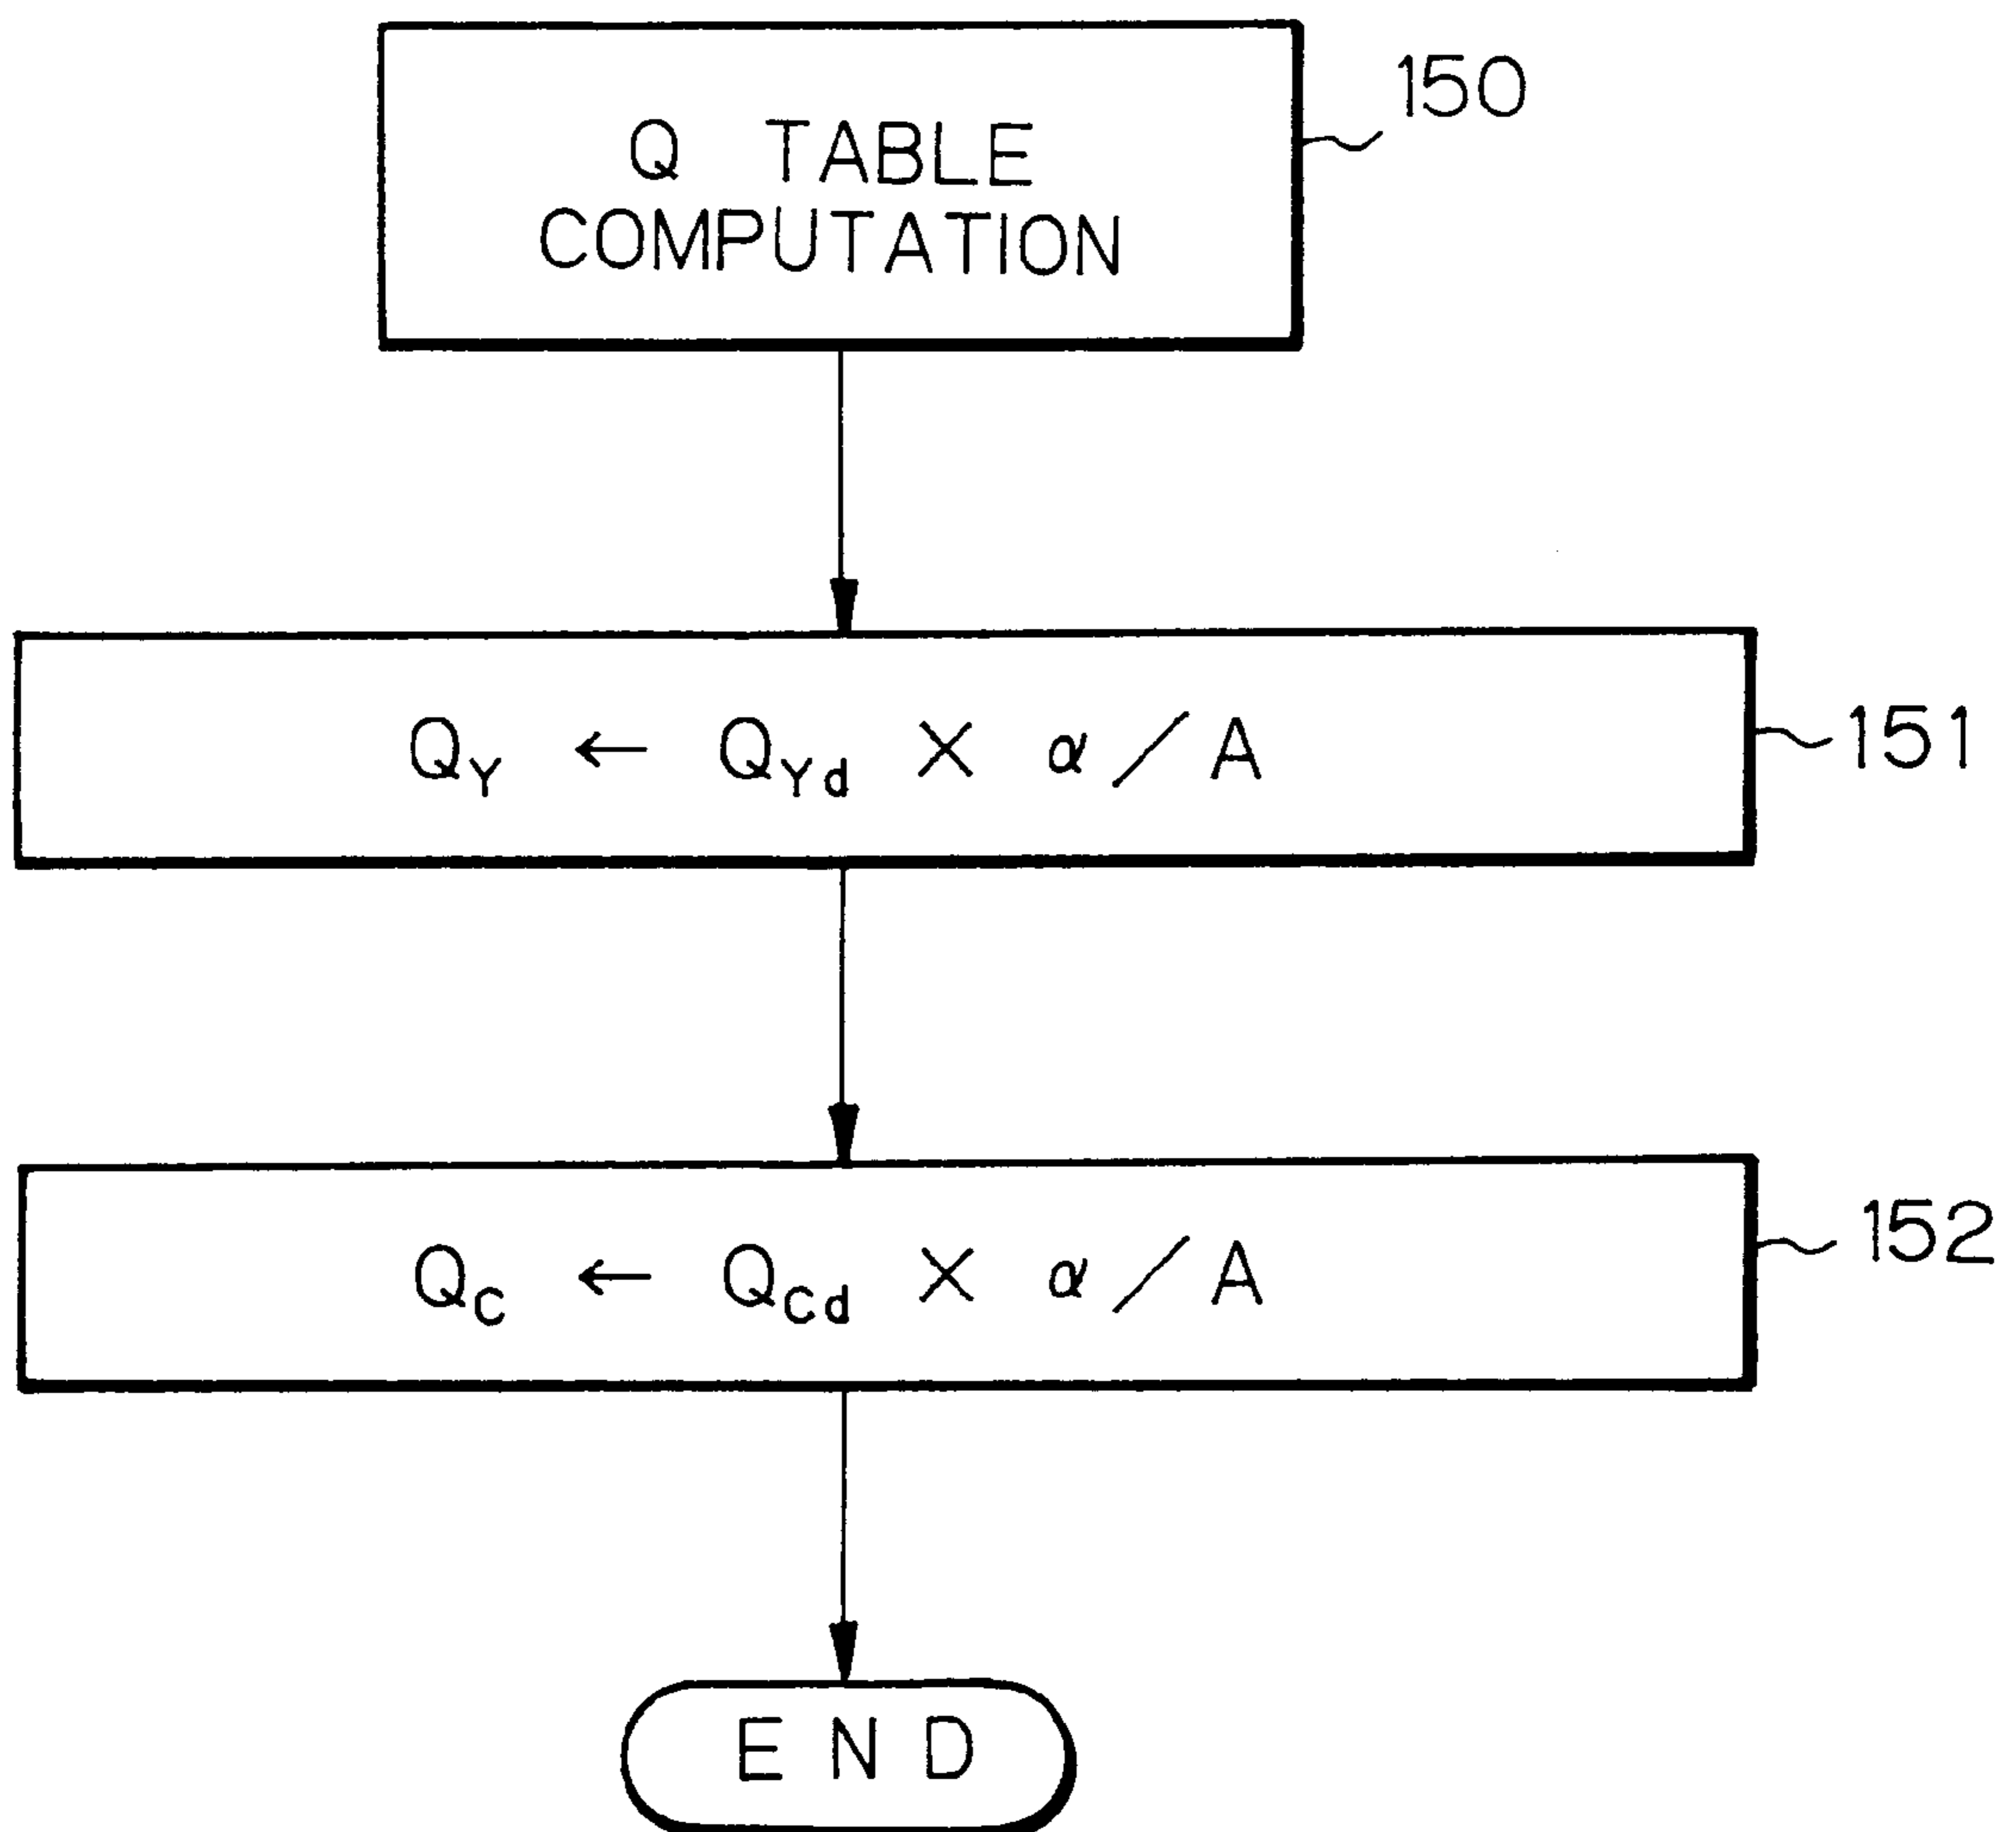 Q TABLE
COMPUTATION
150
Q_Y ← Q_Yd × α / A
151
Q_C ← Q_Cd × α / A
152
END